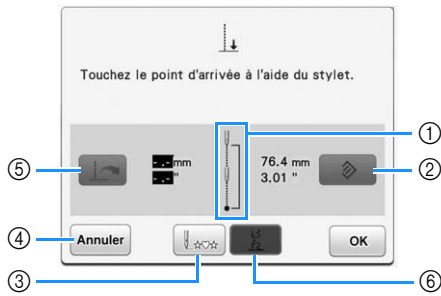 Touchez le point d'arrivée à l'aide du stylet.
①
⑤
-.- mm
-.-- "
76.4 mm
3.01 "
②
④
Annuler
OK
③
⑥